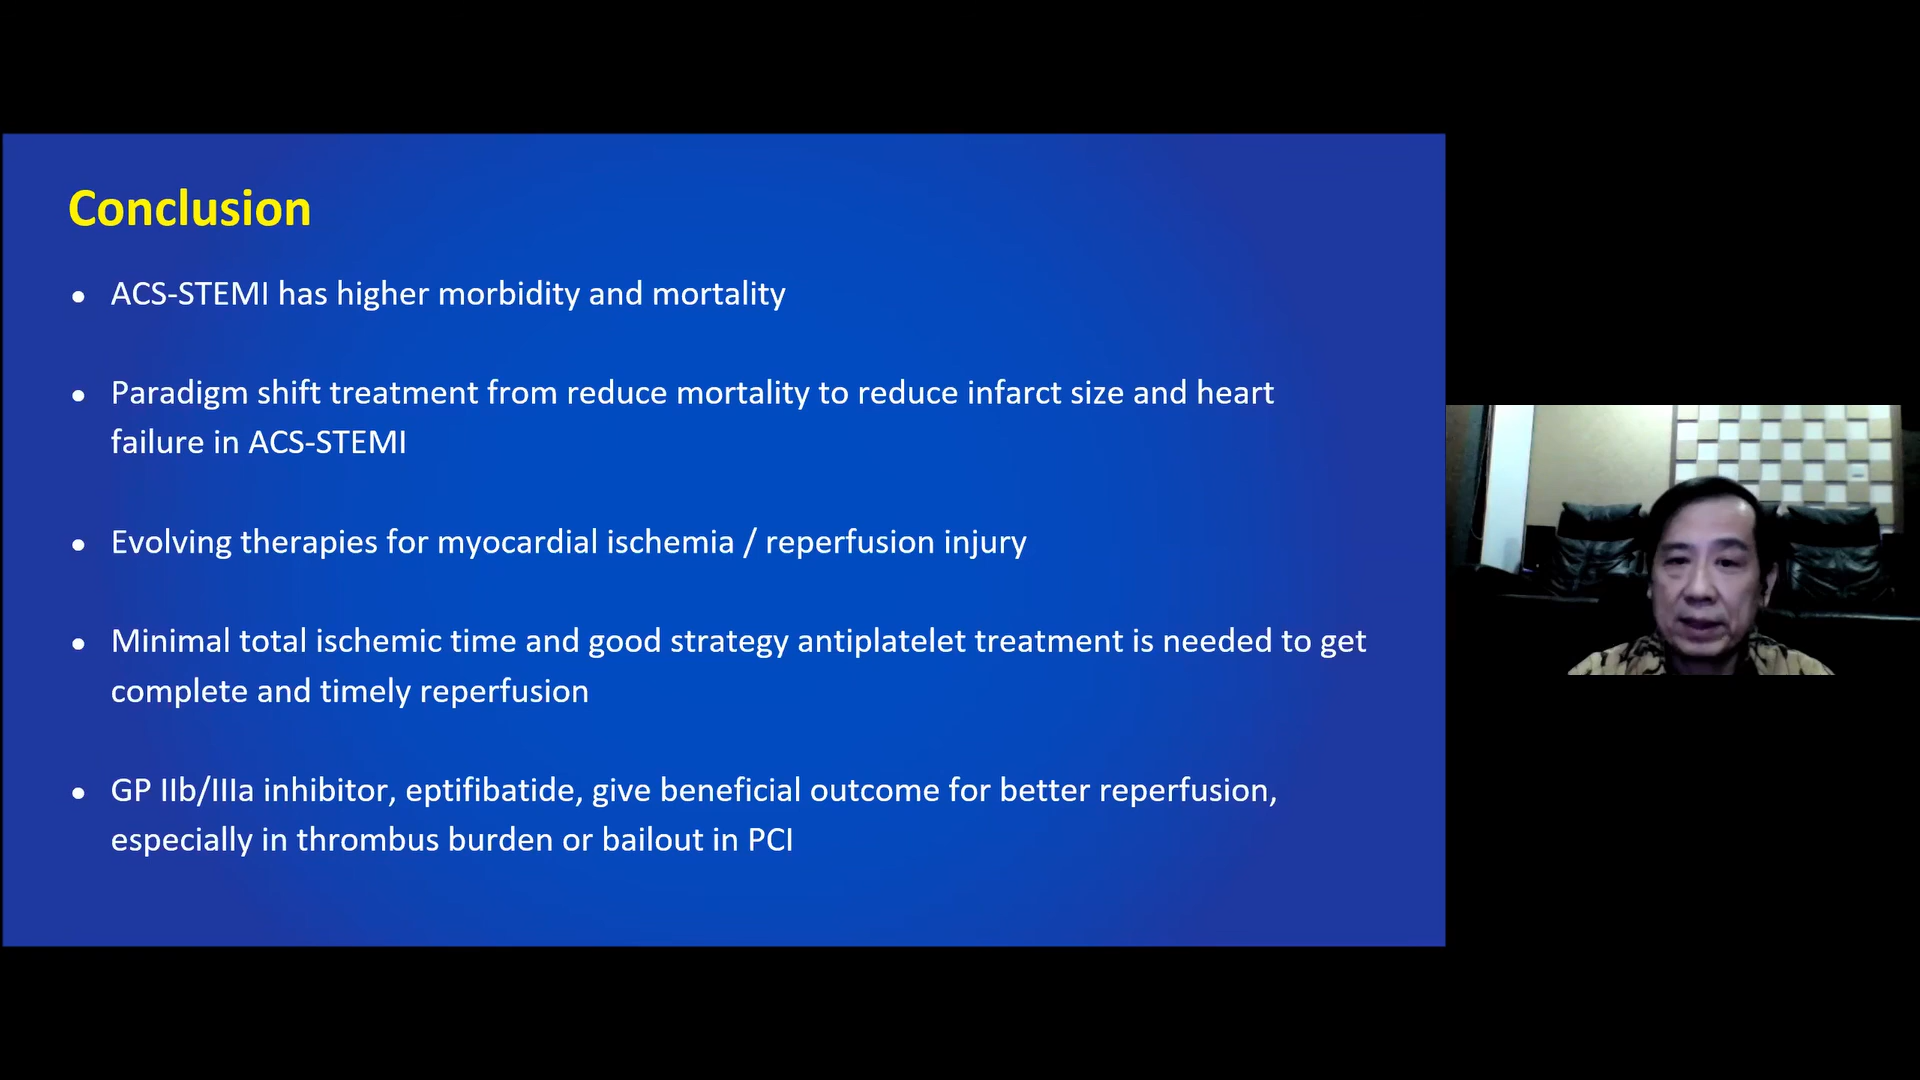 Conclusion
• ACS-STEMI has higher morbidity and mortality
• Paradigm shift treatment from reduce mortality to reduce infarct size and heart
failure in ACS-STEMI
• Evolving therapies for myocardial ischemia / reperfusion injury
• Minimal total ischemic time and good strategy antiplatelet treatment is needed to get
complete and timely reperfusion
• GP IIb/IIIa inhibitor, eptifibatide, give beneficial outcome for better reperfusion,
especially in thrombus burden or bailout in PCI